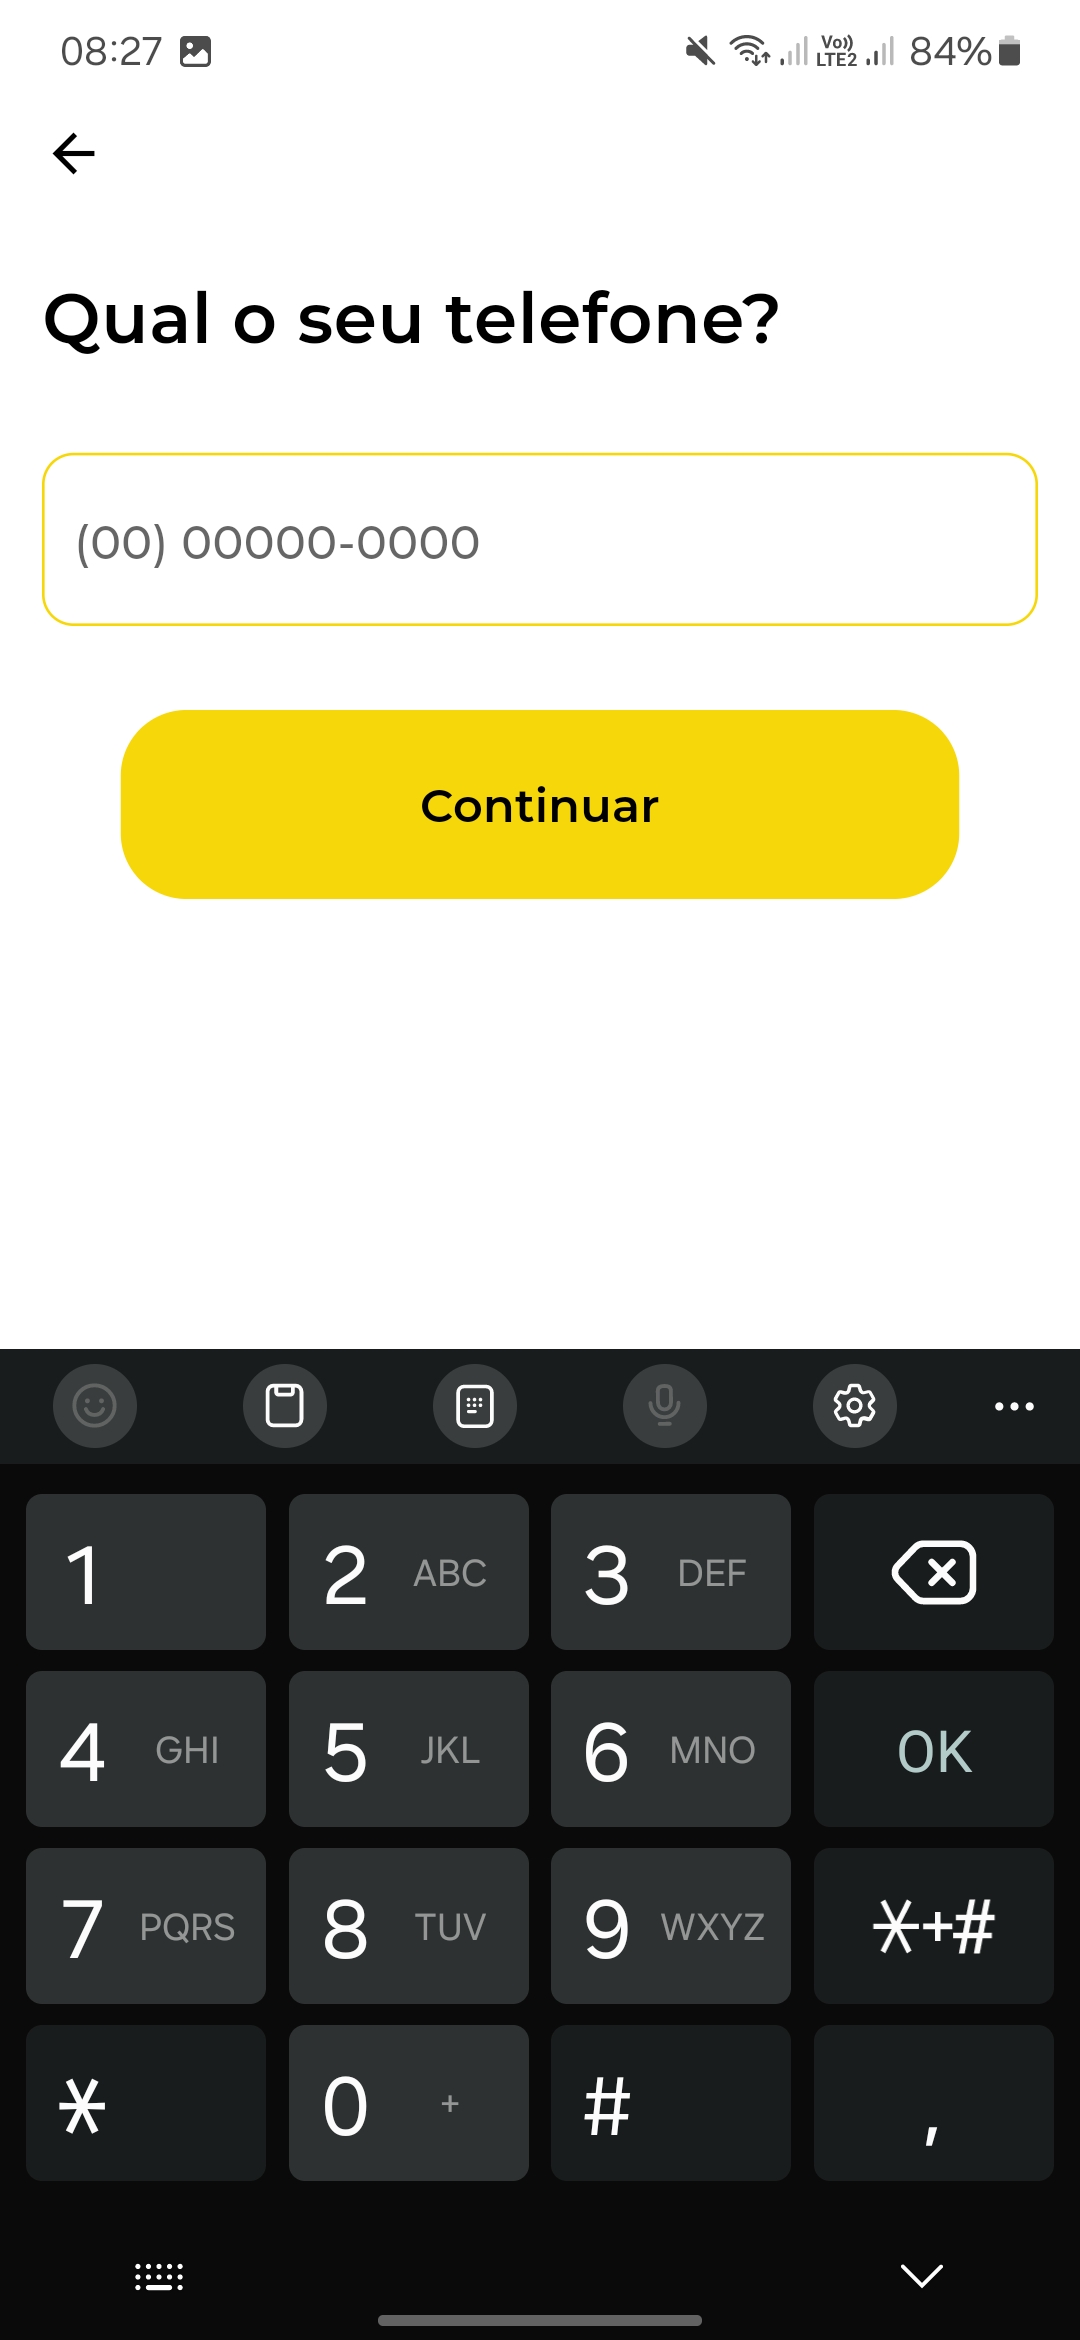 08:27 Vo)) LTE2 84%
Qual o seu telefone?
(00) 00000-0000
Continuar
1 2 ABC 3 DEF
4 GHI 5 JKL 6 MNO OK
7 PQRS 8 TUV 9 WXYZ *+#
* 0 + # ,